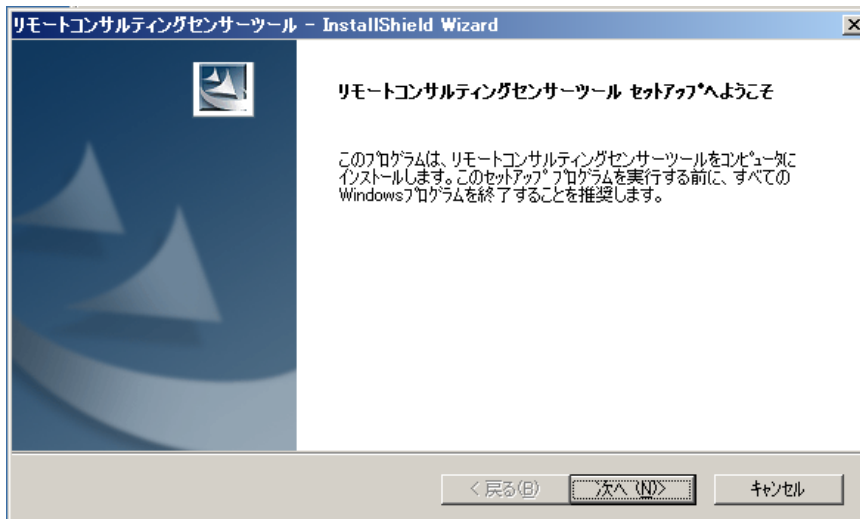 リモートコンサルティングセンサーツール - InstallShield Wizard
リモートコンサルティングセンサーツール セットアップへようこそ
このプログラムは、リモートコンサルティングセンサーツールをコンピュータに
インストールします。このセットアップ プログラムを実行する前に、すべての
Windowsプログラムを終了することを推奨します。
< 戻る(B)
次へ (N)>
キャンセル